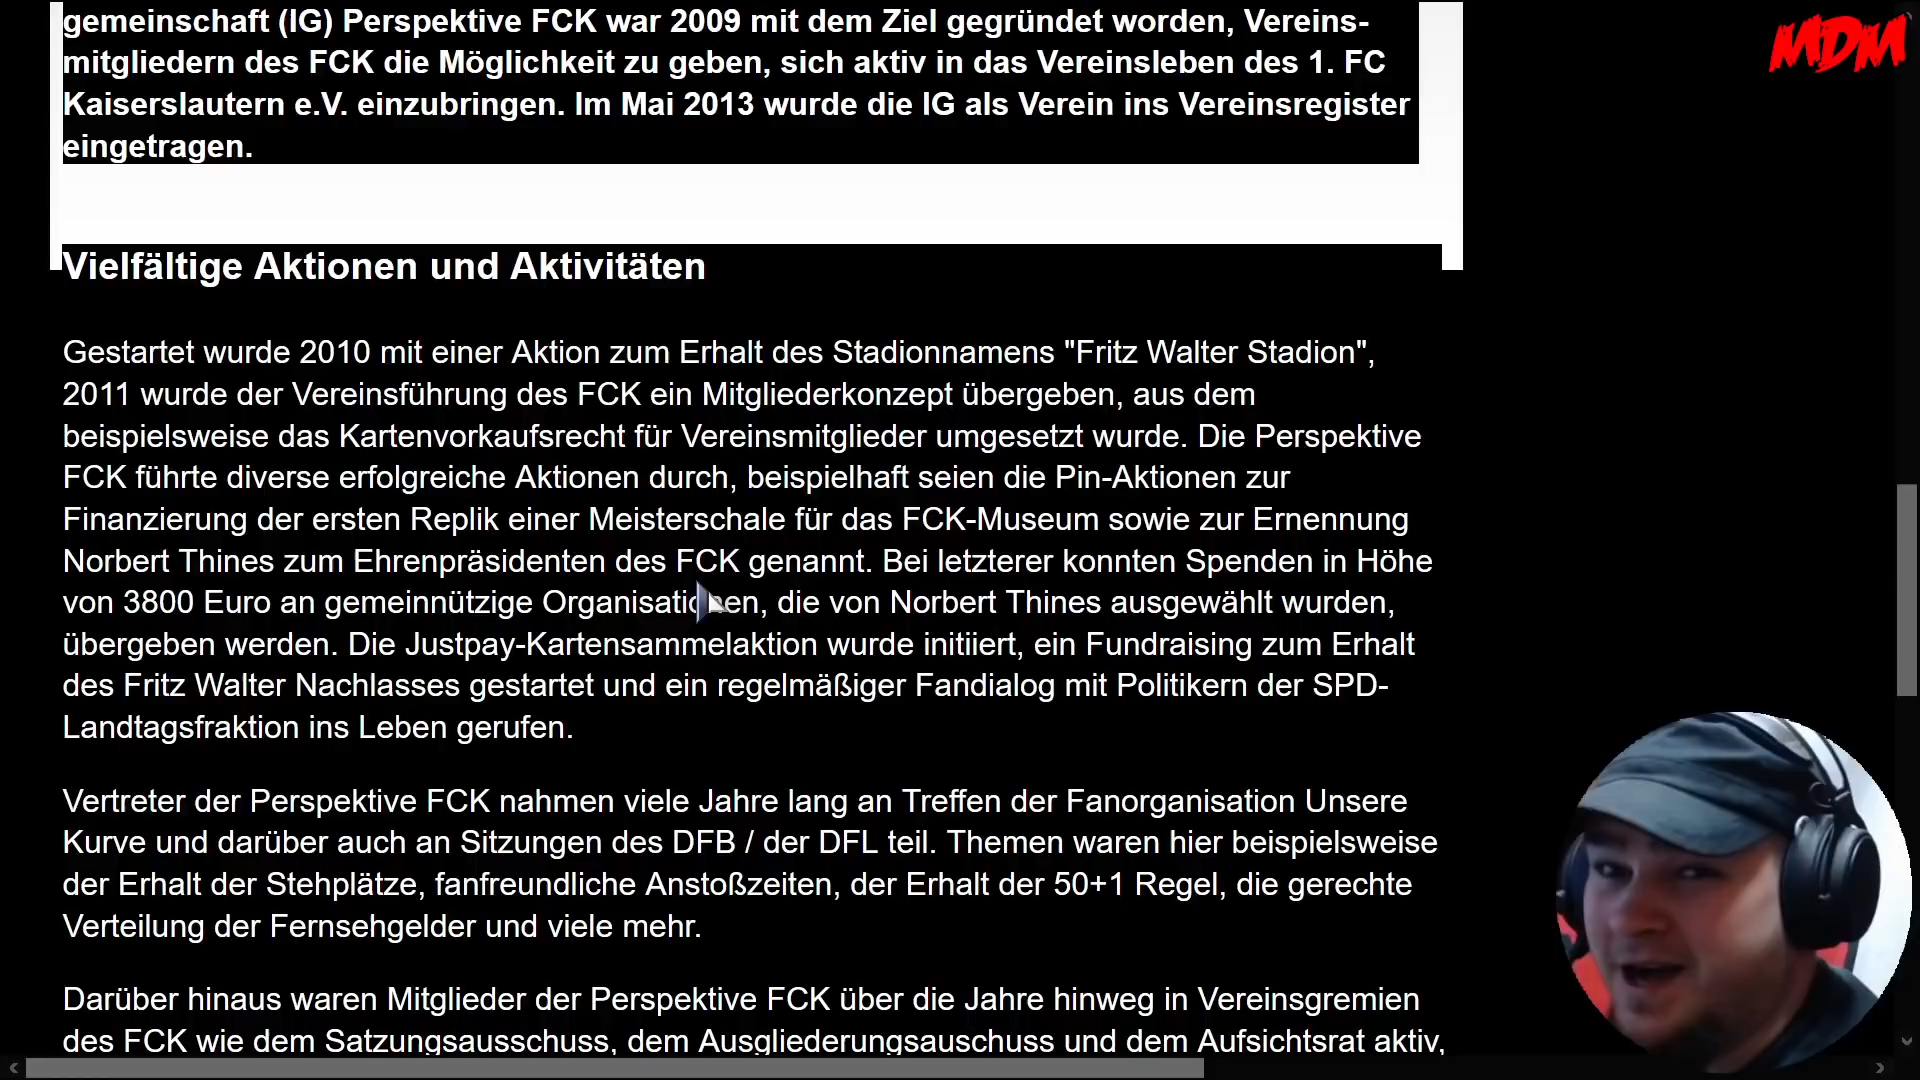 gemeinschaft (IG) Perspektive FCK war 2009 mit dem Ziel gegründet worden, Vereins-
mitgliedern des FCK die Möglichkeit zu geben, sich aktiv in das Vereinsleben des 1. FC
Kaiserslautern e.V. einzubringen. Im Mai 2013 wurde die IG als Verein ins Vereinsregister
eingetragen.
MDM
Vielfältige Aktionen und Aktivitäten
Gestartet wurde 2010 mit einer Aktion zum Erhalt des Stadionnamens "Fritz Walter Stadion",
2011 wurde der Vereinsführung des FCK ein Mitgliederkonzept übergeben, aus dem
beispielsweise das Kartenvorkaufsrecht für Vereinsmitglieder umgesetzt wurde. Die Perspektive
FCK führte diverse erfolgreiche Aktionen durch, beispielhaft seien die Pin-Aktionen zur
Finanzierung der ersten Replik einer Meisterschale für das FCK-Museum sowie zur Ernennung
Norbert Thines zum Ehrenpräsidenten des FCK genannt. Bei letzterer konnten Spenden in Höhe
von 3800 Euro an gemeinnützige Organisationen, die von Norbert Thines ausgewählt wurden,
übergeben werden. Die Justpay-Kartensammelaktion wurde initiiert, ein Fundraising zum Erhalt
des Fritz Walter Nachlasses gestartet und ein regelmäßiger Fandialog mit Politikern der SPD-
Landtagsfraktion ins Leben gerufen.
Vertreter der Perspektive FCK nahmen viele Jahre lang an Treffen der Fanorganisation Unsere
Kurve und darüber auch an Sitzungen des DFB / der DFL teil. Themen waren hier beispielsweise
der Erhalt der Stehplätze, fanfreundliche Anstoßzeiten, der Erhalt der 50+1 Regel, die gerechte
Verteilung der Fernsehgelder und viele mehr.
Darüber hinaus waren Mitglieder der Perspektive FCK über die Jahre hinweg in Vereinsgremien
des FCK wie dem Satzungsausschuss, dem Ausgliederungsauschuss und dem Aufsichtsrat aktiv,